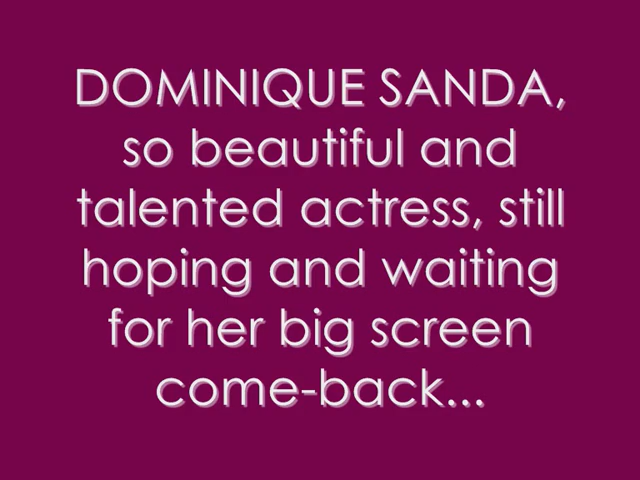 DOMINIQUE SANDA,
so beautiful and
talented actress, still
hoping and waiting
for her big screen
come-back...